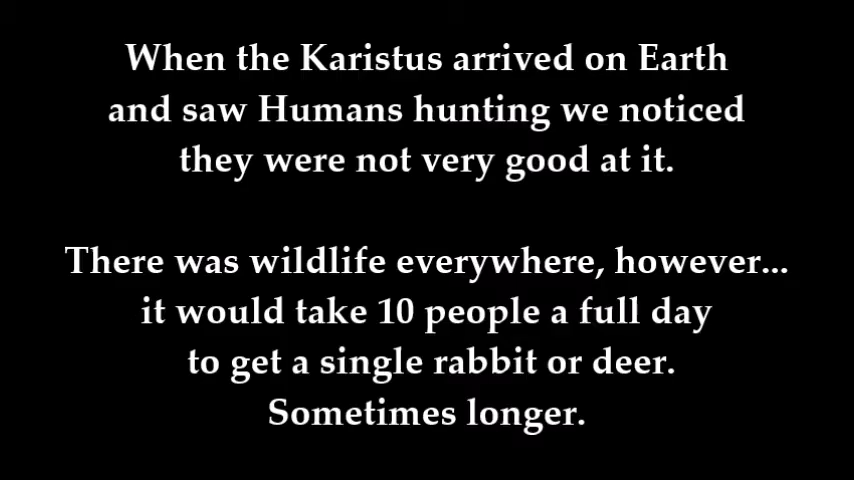 When the Karistus arrived on Earth
and saw Humans hunting we noticed
they were not very good at it.
There was wildlife everywhere, however...
it would take 10 people a full day
to get a single rabbit or deer.
Sometimes longer.